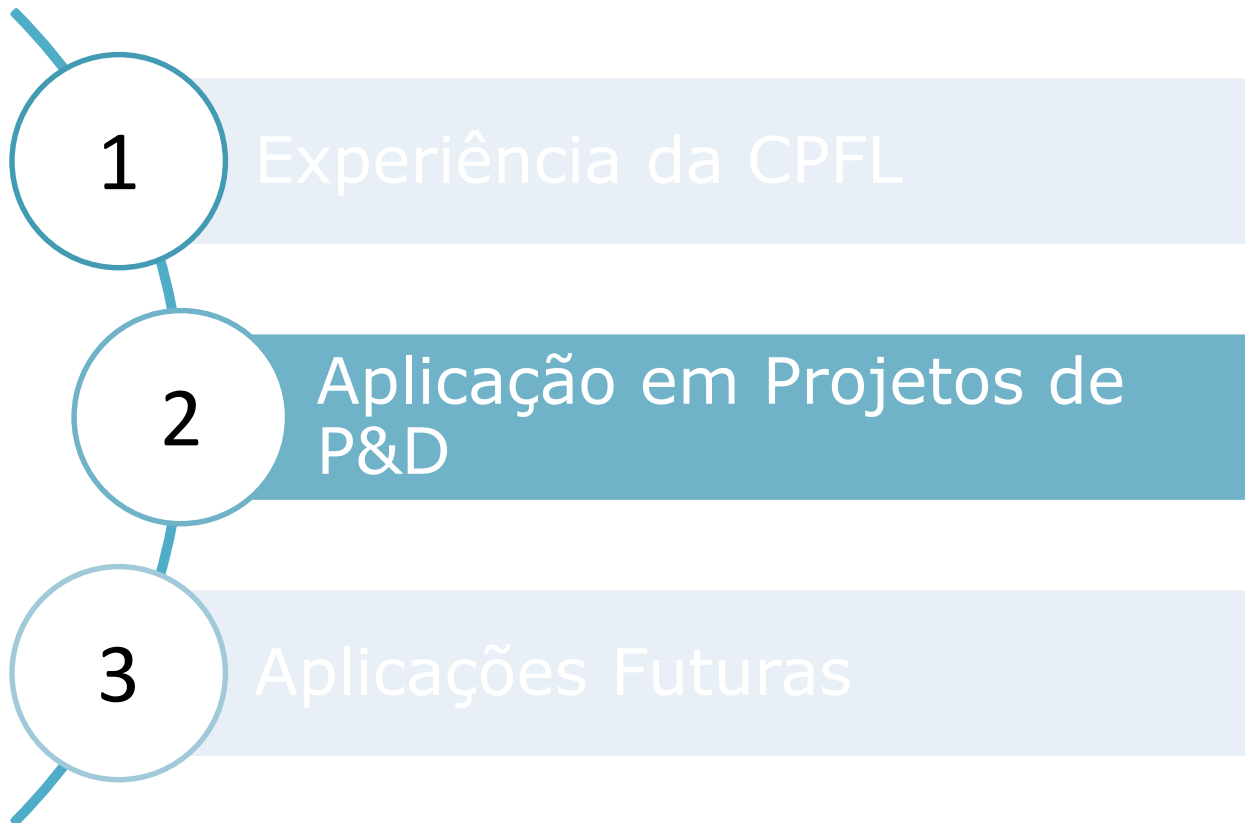 1
Experiência da CPFL
2
Aplicação em Projetos de
P&D
3
Aplicações Futuras